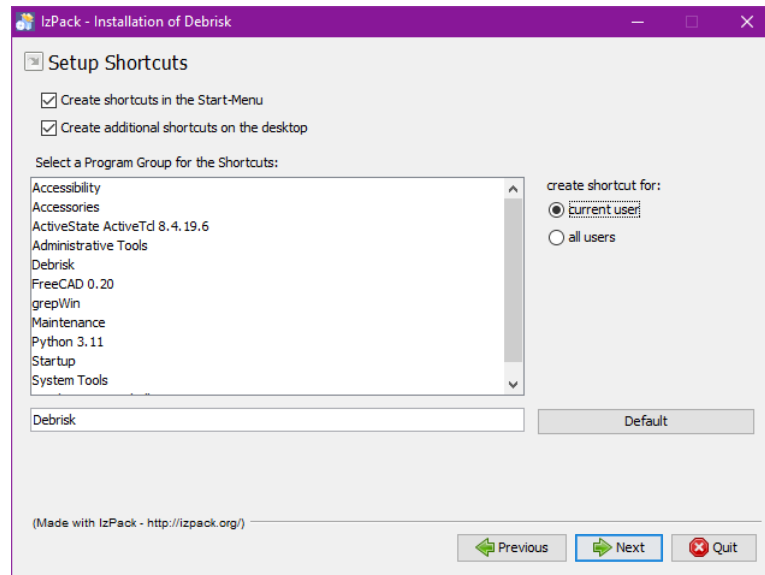 IzPack - Installation of Debrisk
Setup Shortcuts
Create shortcuts in the Start-Menu
Create additional shortcuts on the desktop
Select a Program Group for the Shortcuts:
Accessibility
Accessories
ActiveState ActiveTcl 8.4.19.6
Administrative Tools
Debrisk
FreeCAD 0.20
grepWin
Maintenance
Python 3.11
Startup
System Tools
create shortcut for:
current user
all users
Debrisk
Default
(Made with IzPack - http://izpack.org/)
Previous
Next
Quit